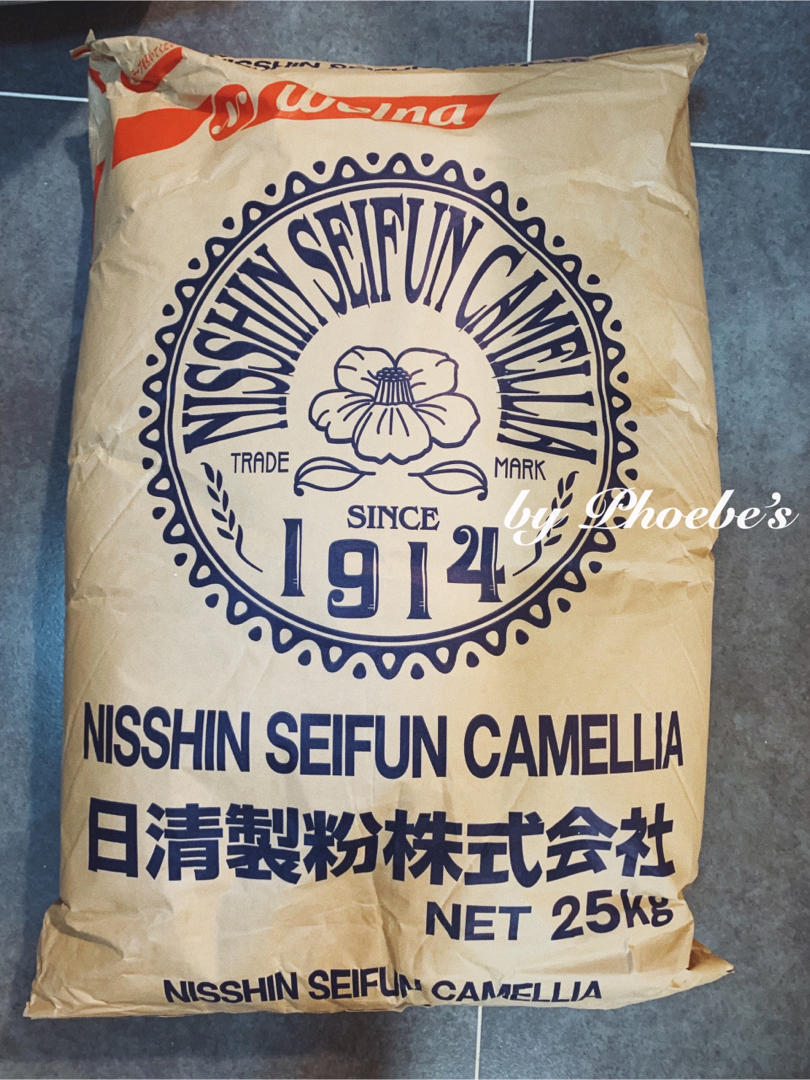 Welna
NISSHIN SEIFUN CAMELLIA
TRADE MARK
by Phoebe's
SINCE
1914
NISSHIN SEIFUN CAMELLIA
日清製粉株式会社
NET 25kg
NISSHIN SEIFUN CAMELLIA